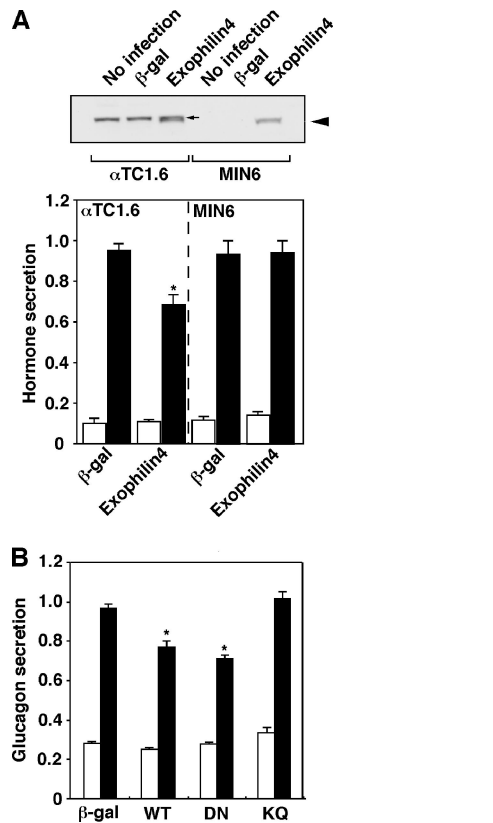 A
No infection
β-gal
Exophilin4
No infection
β-gal
Exophilin4
αTC1.6
MIN6
1.2
1.0
0.8
0.6
0.4
0.2
0
Hormone secretion
αTC1.6
MIN6
*
β-gal
Exophilin4
β-gal
Exophilin4
B
1.2
1.0
0.8
0.6
0.4
0.2
0
Glucagon secretion
*
*
β-gal
WT
DN
KQ